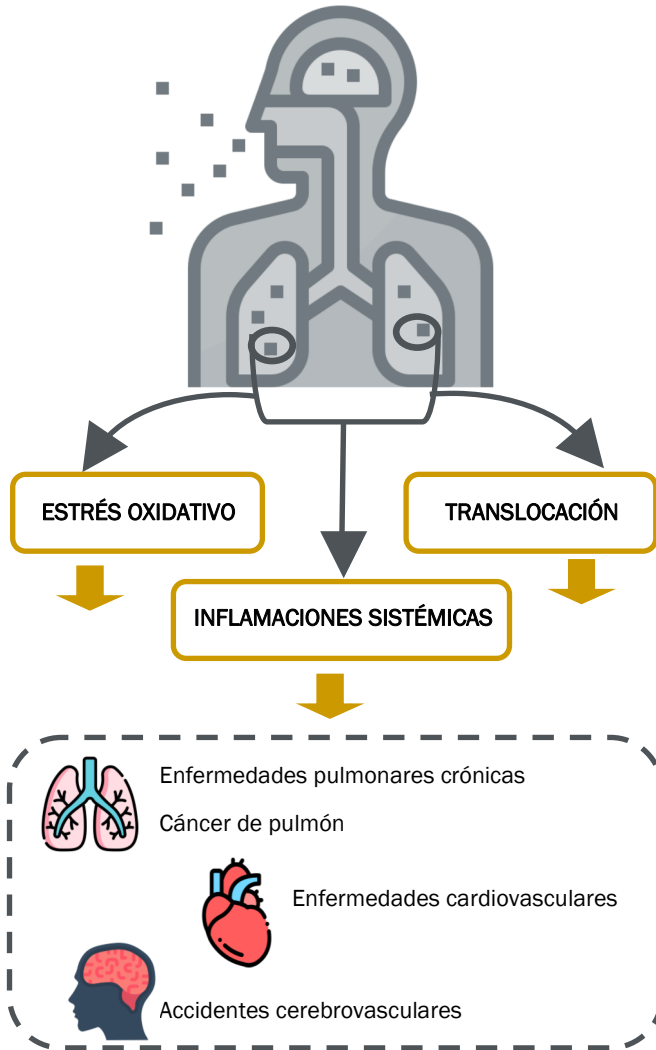 ESTRÉS OXIDATIVO
TRANSLOCACIÓN
INFLAMACIONES SISTÉMICAS
Enfermedades pulmonares crónicas
Cáncer de pulmón
Enfermedades cardiovasculares
Accidentes cerebrovasculares